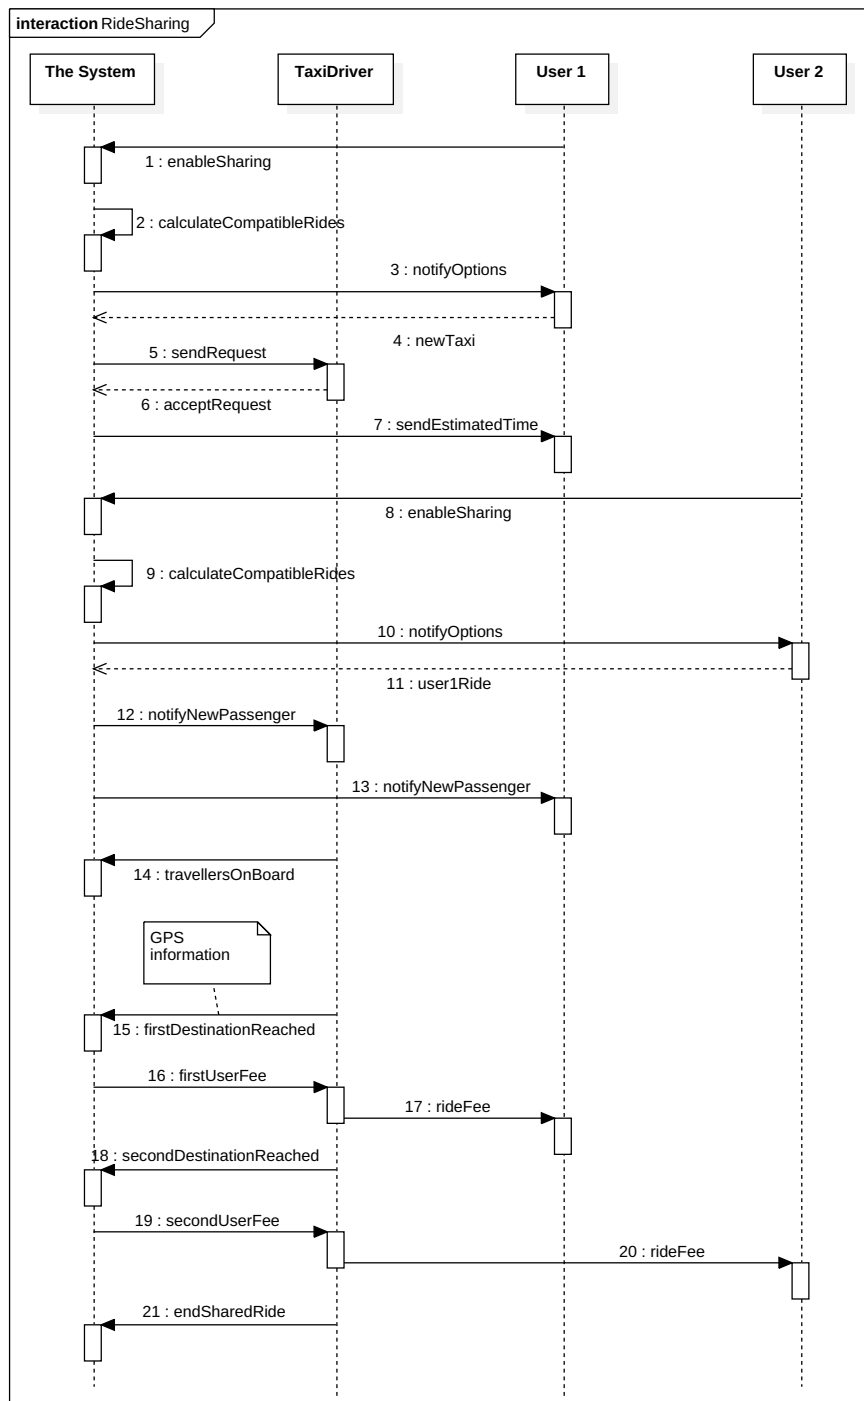 interaction RideSharing
The System
TaxiDriver
User 1
User 2
1 : enableSharing
2 : calculateCompatibleRides
3 : notifyOptions
4 : newTaxi
5 : sendRequest
6 : acceptRequest
7 : sendEstimatedTime
8 : enableSharing
9 : calculateCompatibleRides
10 : notifyOptions
11 : user1Ride
12 : notifyNewPassenger
13 : notifyNewPassenger
14 : travellersOnBoard
GPS
information
15 : firstDestinationReached
16 : firstUserFee
17 : rideFee
18 : secondDestinationReached
19 : secondUserFee
20 : rideFee
21 : endSharedRide